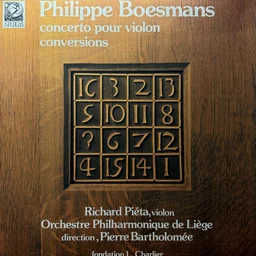 Philippe Boesmans
concerto pour violon
conversions
16 3 2 13
5 10 11 8
9 6 7 12
4 15 14 1
Richard Piéta, violon
Orchestre Philharmonique de Liège
direction, Pierre Bartholomée
fondation L. Charlier